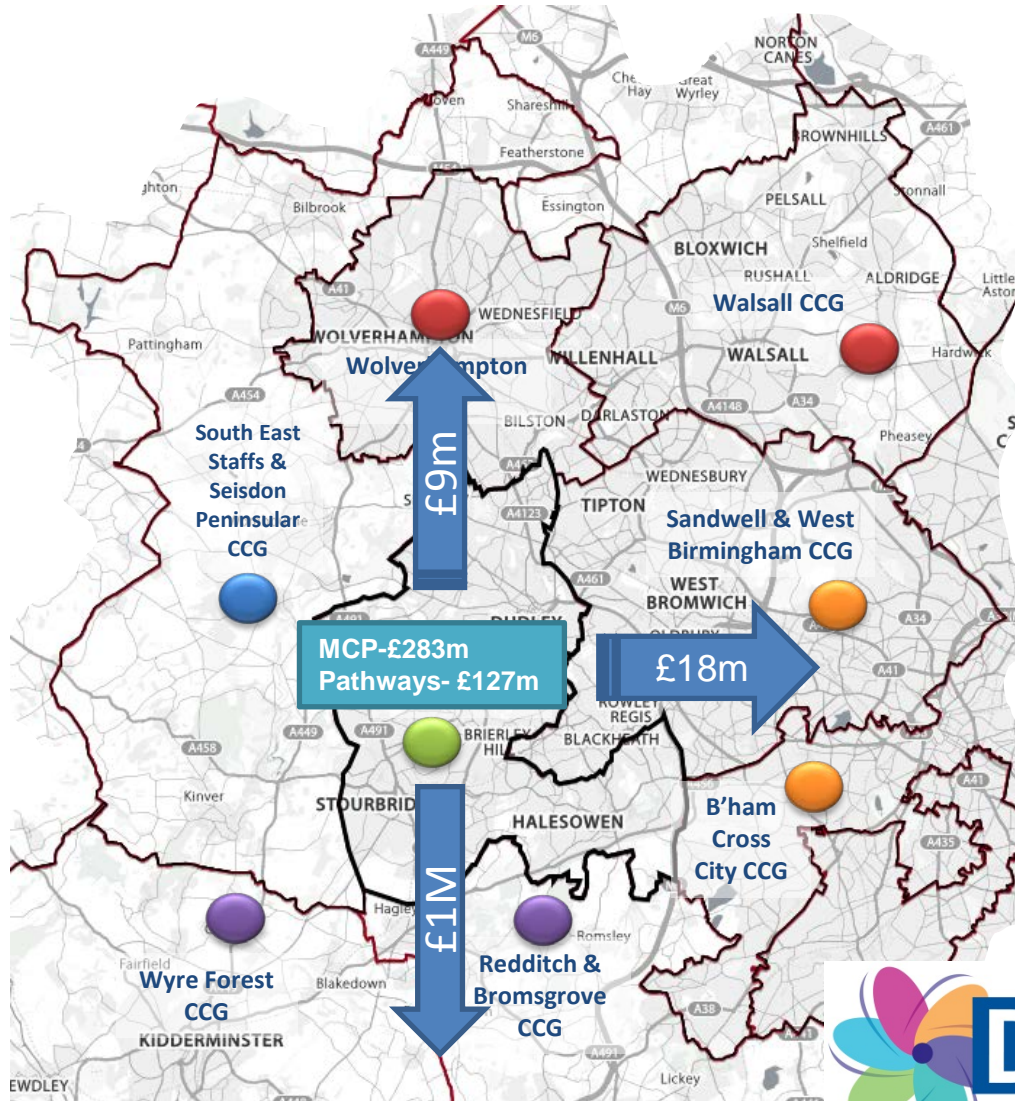 NORTON
CANES
A449
M6
Great
Wyrley
Hay
Shareshill
A461
BROWNHILLS
Featherstone
Stonnall
Bilbrook
Essington
PELSALL
BLOXWICH
Shelfield
RUSHALL
ALDRIDGE
A41
M6
Walsall CCG
WEDNESFIELD
WOLVERHAMPTON
Pattingham
Wolverhampton
WILLENHALL
WALSALL
Hardwick
A454
A4148
A34
BILSTON
DARLASTON
Pheasey
South East
Staffs &
Seisdon
Peninsular
CCG
£9m
WEDNESBURY
A4123
TIPTON
Sandwell & West
Birmingham CCG
A461
WEST
BROMWICH
A34
A491
DUDLEY
OLDBURY
MCP-£283m
Pathways- £127m
£18m
A41
ROWLEY
REGIS
A449
A491
BRIERLEY
HILL
BLACKHEATH
A458
A456
A41
Kinver
STOURBRIDGE
HALESOWEN
B'ham
Cross
City CCG
A435
£1M
Hagley
Romsley
Fairfield
Wyre Forest
CCG
Blakedown
Redditch &
Bromsgrove
CCG
A38
KIDDERMINSTER
A491
EWDLEY
Lickey
D